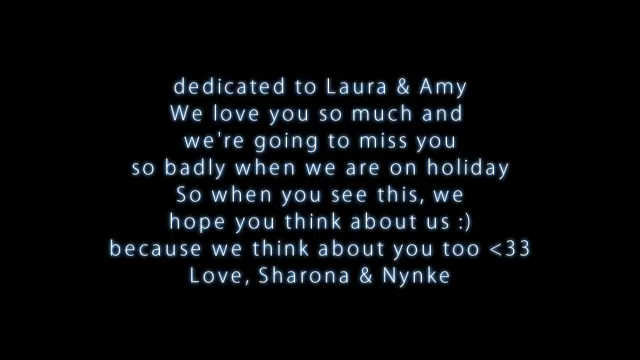 dedicated to Laura & Amy
We love you so much and
we're going to miss you
so badly when we are on holiday
So when you see this, we
hope you think about us :)
because we think about you too <33
Love, Sharona & Nynke